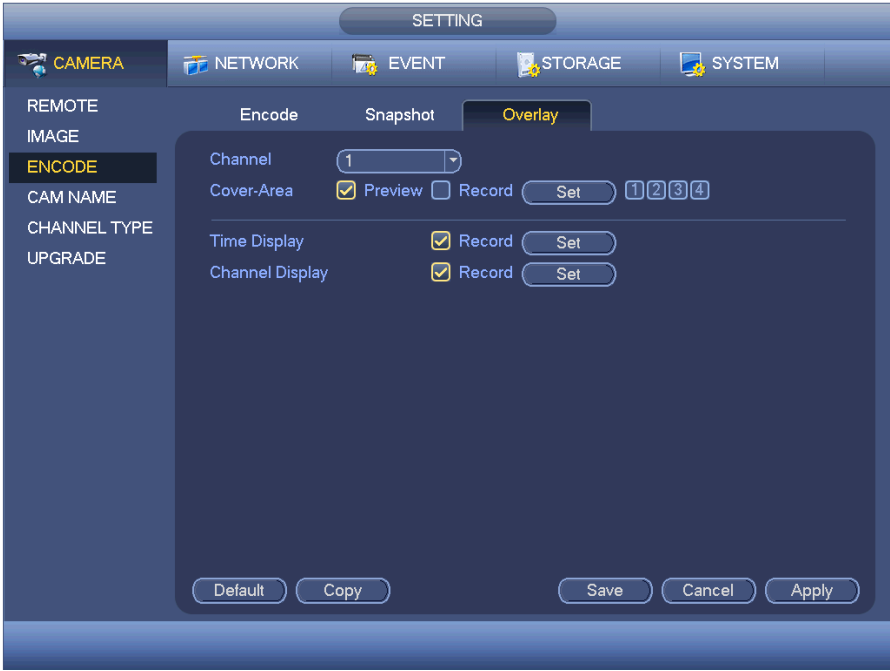 SETTING
CAMERA NETWORK EVENT STORAGE SYSTEM
REMOTE
IMAGE
ENCODE
CAM NAME
CHANNEL TYPE
UPGRADE
Encode Snapshot Overlay
Channel 1
Cover-Area Preview Record Set 1 2 3 4
Time Display Record Set
Channel Display Record Set
Default Copy Save Cancel Apply